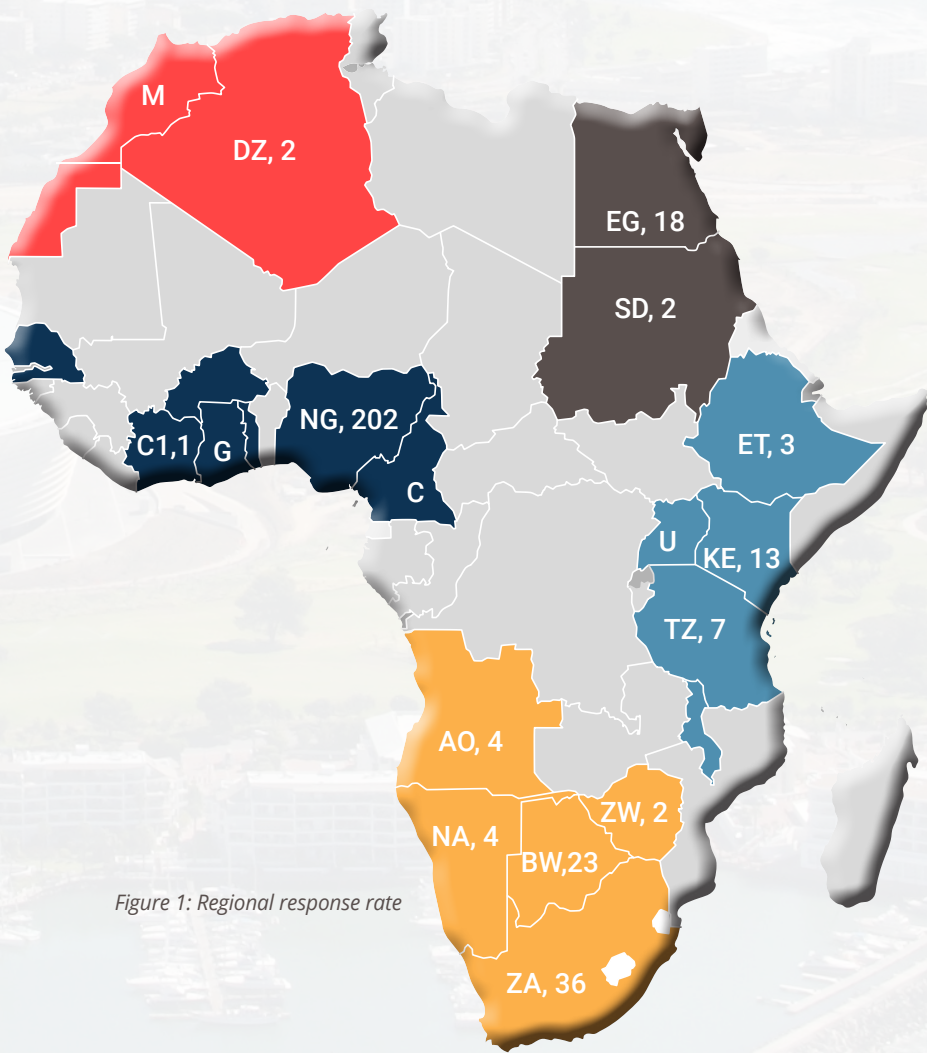 M
DZ, 2
EG, 18
SD, 2
NG, 202
C1,1
G
C
ET, 3
U
KE, 13
TZ, 7
AO, 4
ZW, 2
NA, 4
BW,23
Figure 1: Regional response rate
ZA, 36